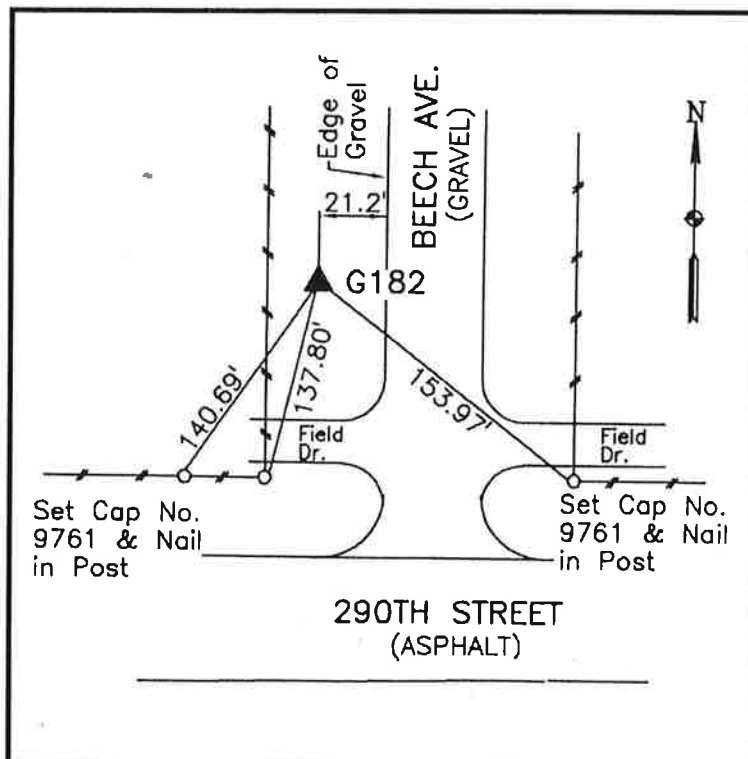 Edge of
Gravel
BEECH AVE.
(GRAVEL)
N
21.2'
G182
140.69'
137.80'
153.97'
Field
Dr.
Field
Dr.
Set Cap No.
9761 & Nail
in Post
Set Cap No.
9761 & Nail
in Post
290TH STREET
(ASPHALT)